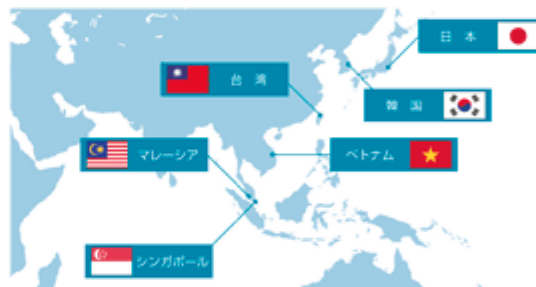 日本
台湾
韓国
マレーシア
ベトナム
シンガポール